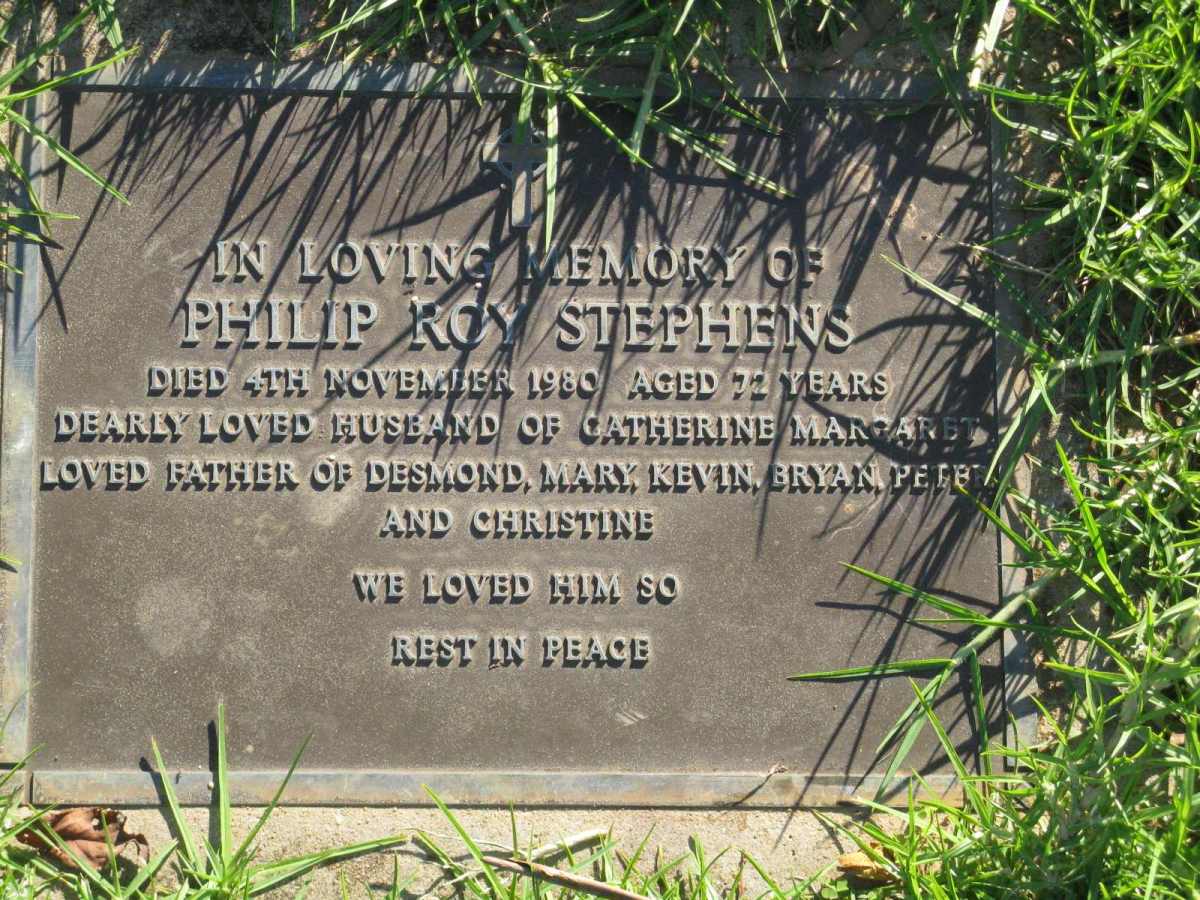 IN LOVING MEMORY OF
PHILIP ROY STEPHENS
DIED 4TH NOVEMBER 1980 AGED 72 YEARS
DEARLY LOVED HUSBAND OF CATHERINE MARGARET
LOVED FATHER OF DESMOND, MARY, KEVIN, BRYAN, PETER
AND CHRISTINE
WE LOVED HIM SO
REST IN PEACE